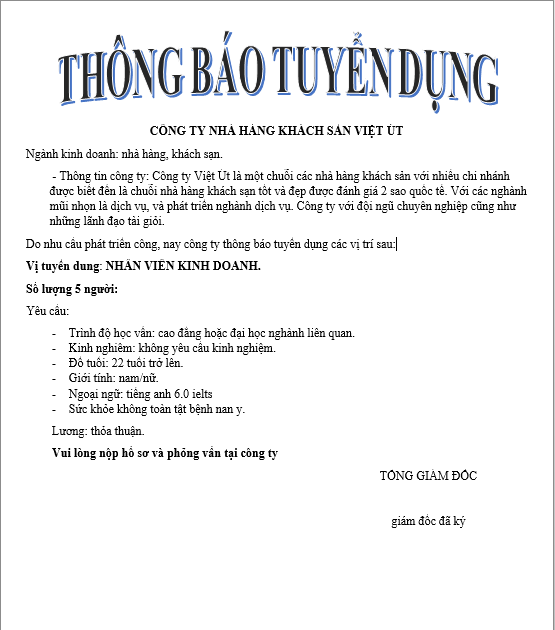 THÔNG BÁO TUYỂN DỤNG
CÔNG TY NHÀ HÀNG KHÁCH SẢN VIỆT ÚT
Ngành kinh doanh: nhà hàng, khách sạn.
- Thông tin công ty: Công ty Việt Út là một chuỗi các nhà hàng khách sản với nhiều chi nhánh
được biết đến là chuỗi nhà hàng khách sạn tốt và đẹp được đánh giá 2 sao quốc tế. Với các nghành
mũi nhọn là dịch vụ, và phát triển nghành dịch vụ. Công ty với đội ngũ chuyên nghiệp cũng như
những lãnh đạo tài giỏi.
Do nhu cầu phát triển công, nay công ty thông báo tuyển dụng các vị trí sau:
Vị tuyển dung: NHÂN VIÊN KINH DOANH.
Số lượng 5 người:
Yêu cầu:
- Trình độ học vấn: cao đẳng hoặc đại học nghành liên quan.
- Kinh nghiêm: không yêu cầu kinh nghiệm.
- Đồ tuổi: 22 tuổi trở lên.
- Giới tính: nam/nữ.
- Ngoại ngữ: tiếng anh 6.0 ielts
- Sức khỏe không toàn tật bệnh nan y.
Lương: thỏa thuận.
Vui lòng nộp hồ sơ và phỏng vấn tại công ty
TỔNG GIÁM ĐỐC
giám đốc đã ký